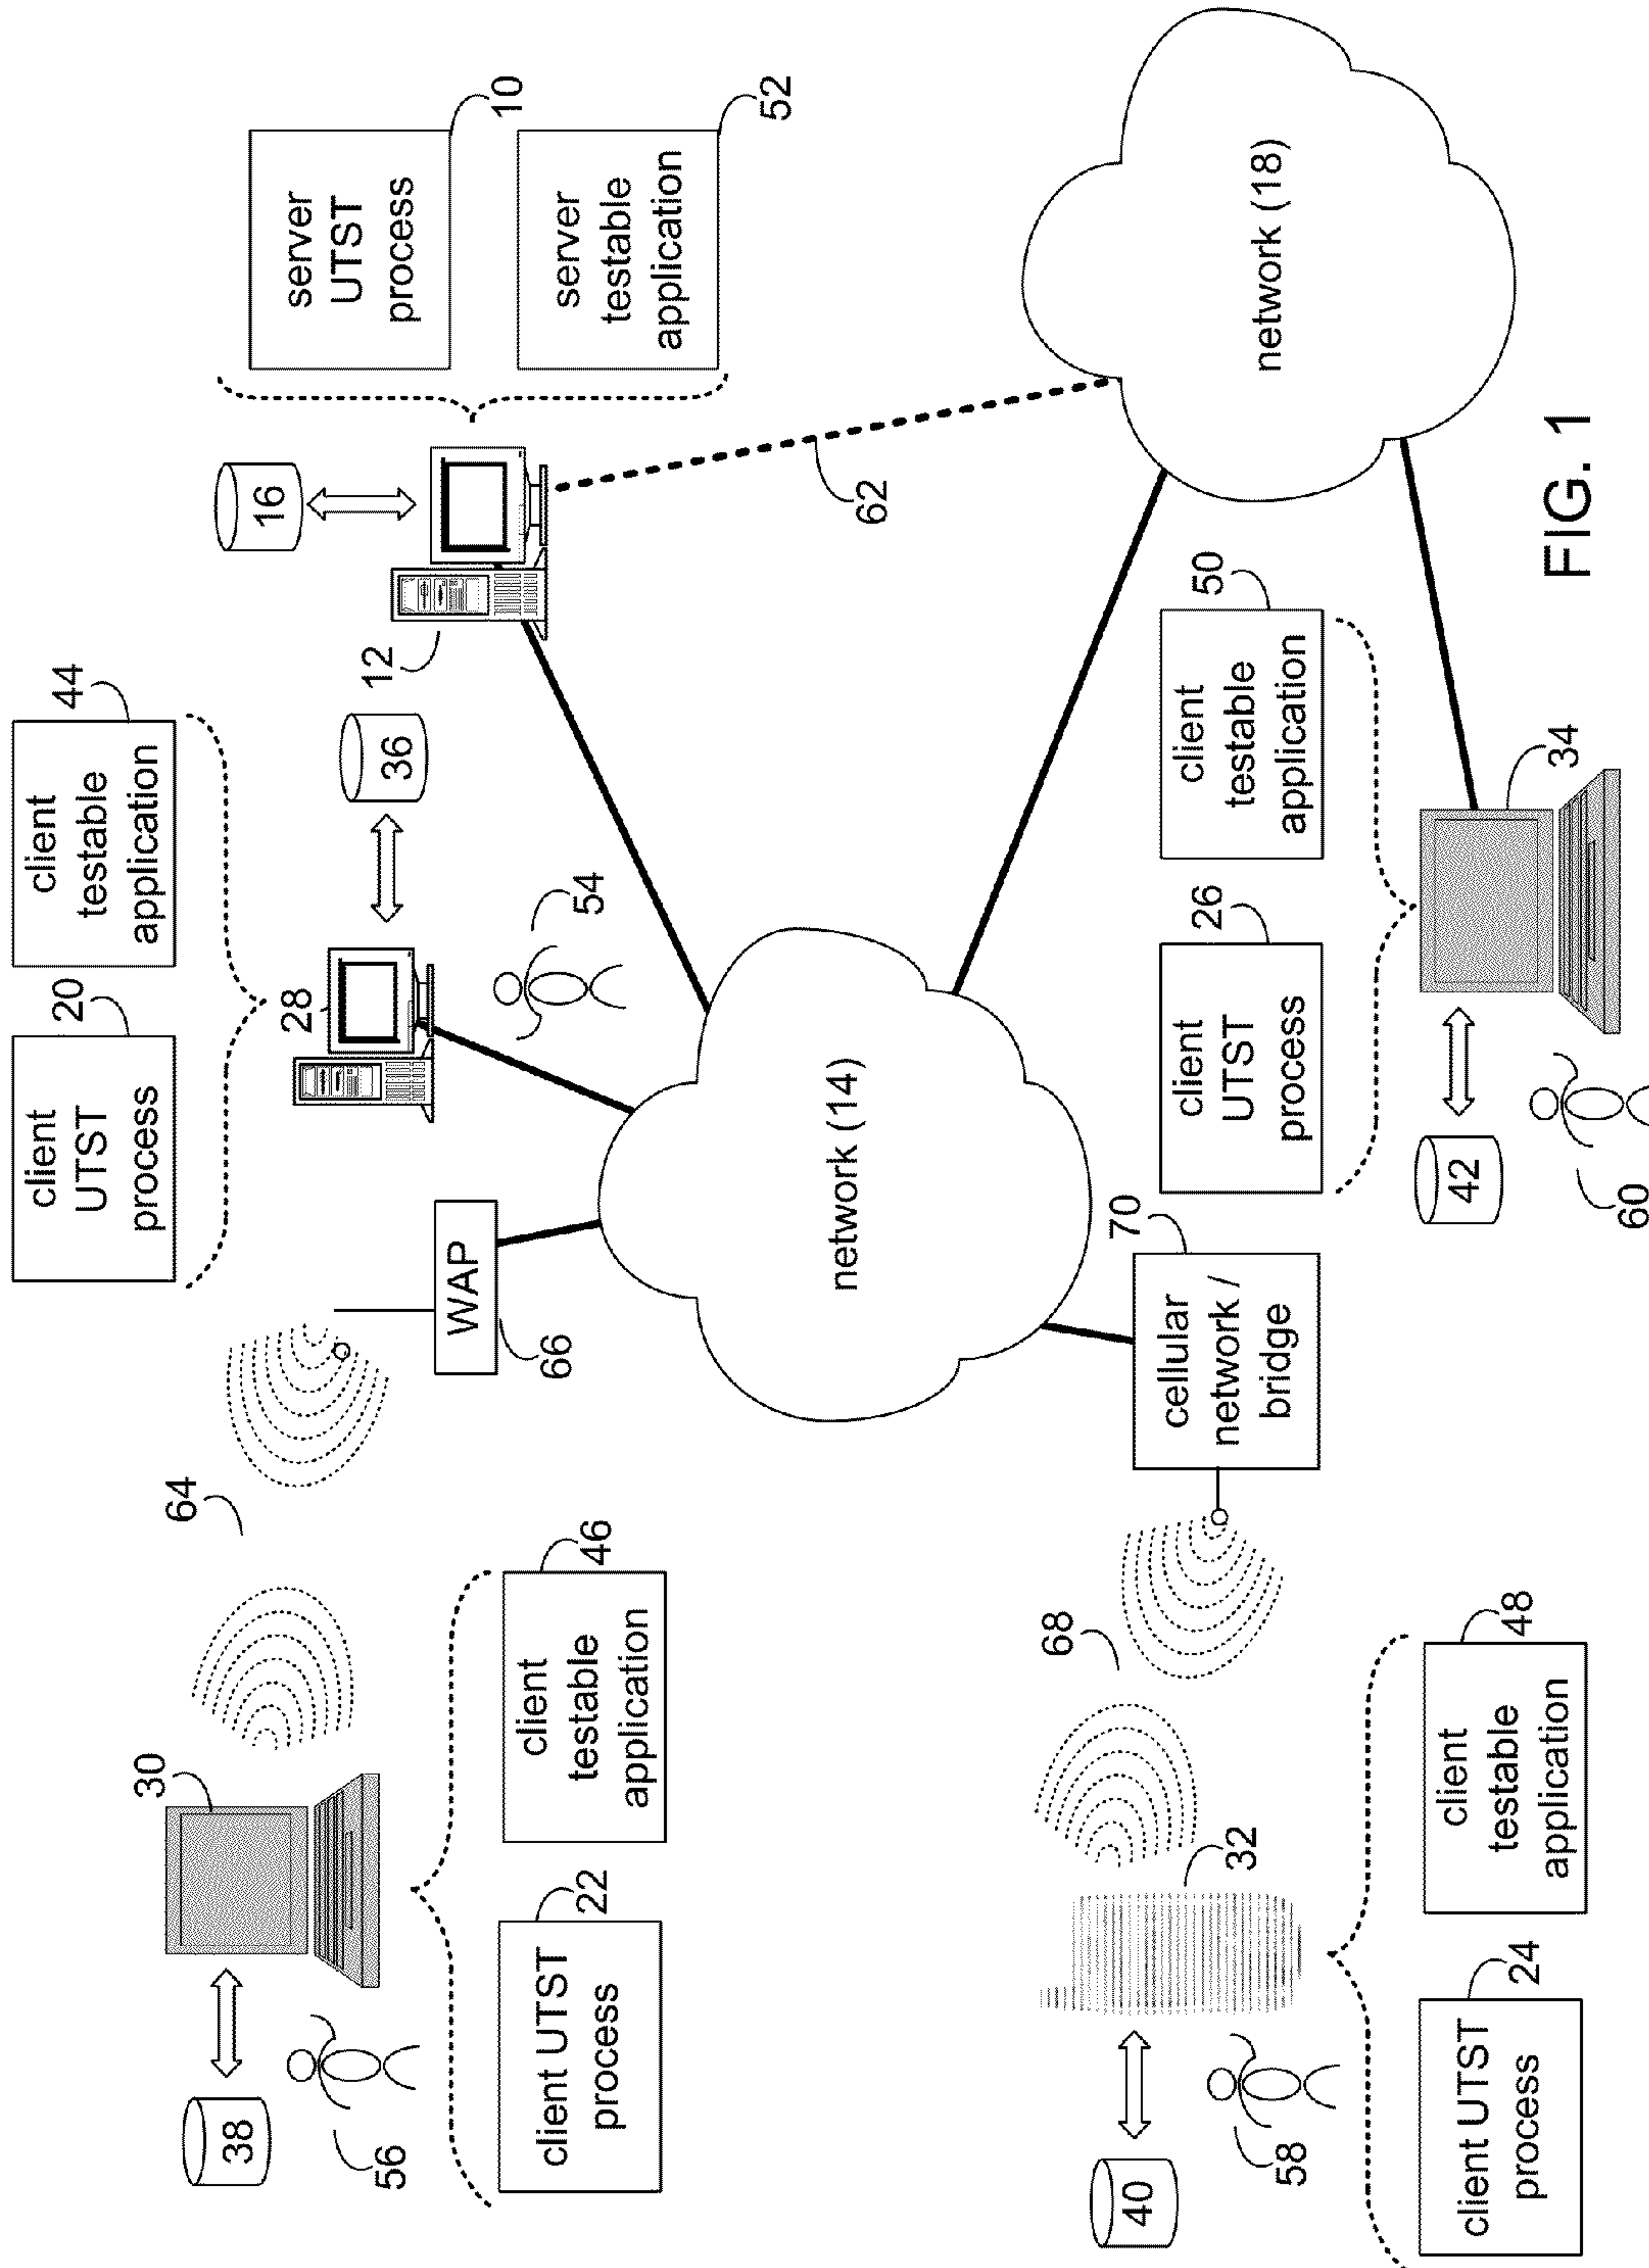 client
UTST
process
20
client
testable
application
44
64
30
38
56
28
36
54
WAP
66
12
16
server
UTST
process
10
server
testable
application
52
client UTST
process
22
client
testable
application
46
network (14)
62
68
32
40
58
cellular
network /
bridge
70
client
UTST
process
26
client
testable
application
50
network (18)
client UTST
process
24
client
testable
application
48
42
60
34
FIG. 1